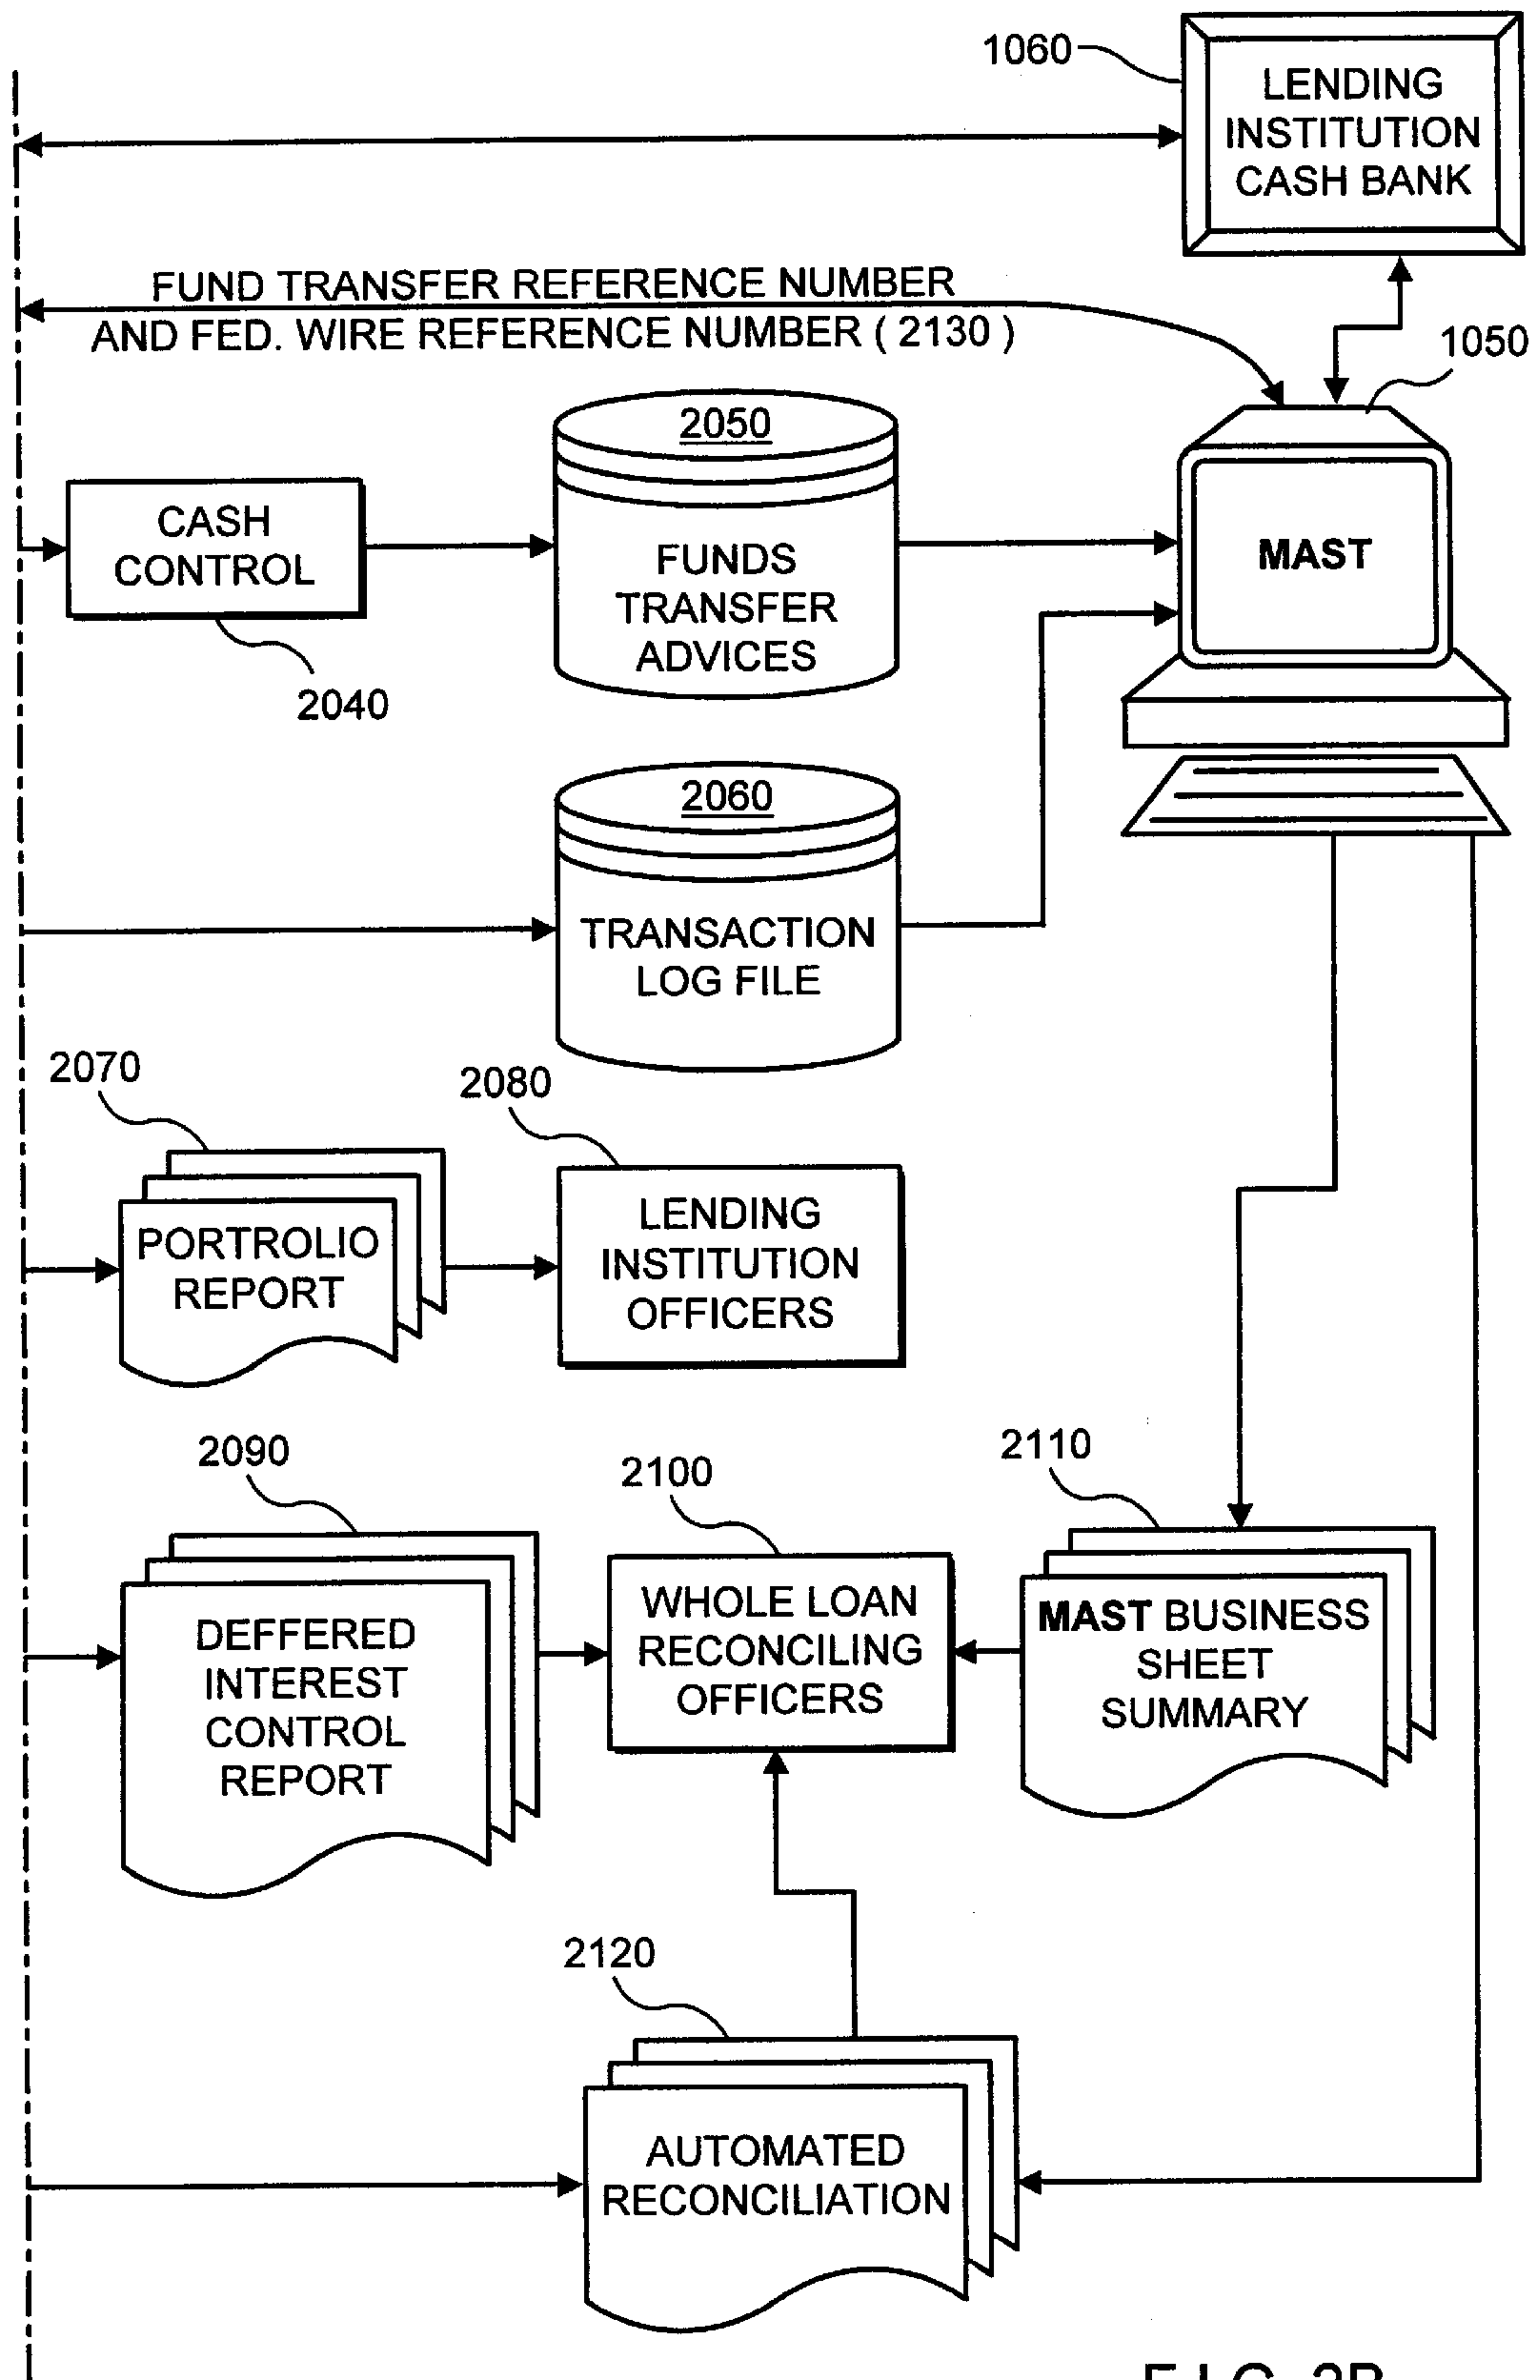 1060
LENDING
INSTITUTION
CASH BANK
FUND TRANSFER REFERENCE NUMBER
AND FED. WIRE REFERENCE NUMBER ( 2130 )
1050
2050
CASH
CONTROL
FUNDS
TRANSFER
ADVICES
MAST
2040
2060
TRANSACTION
LOG FILE
2070
2080
PORTROLIO
REPORT
LENDING
INSTITUTION
OFFICERS
2090
2100
2110
DEFFERED
INTEREST
CONTROL
REPORT
WHOLE LOAN
RECONCILING
OFFICERS
MAST BUSINESS
SHEET
SUMMARY
2120
AUTOMATED
RECONCILIATION